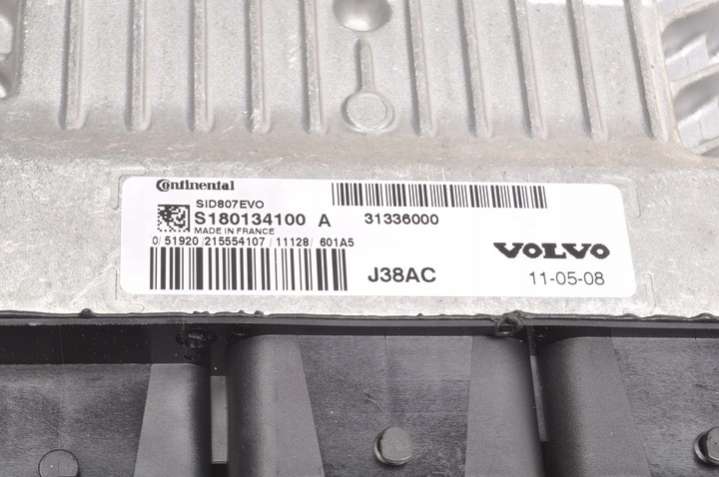 Continental
SID807EVO
S180134100 A 31336000
MADE IN FRANCE
0/51920/215554107/11128/601A5
VOLVO
J38AC 11-05-08